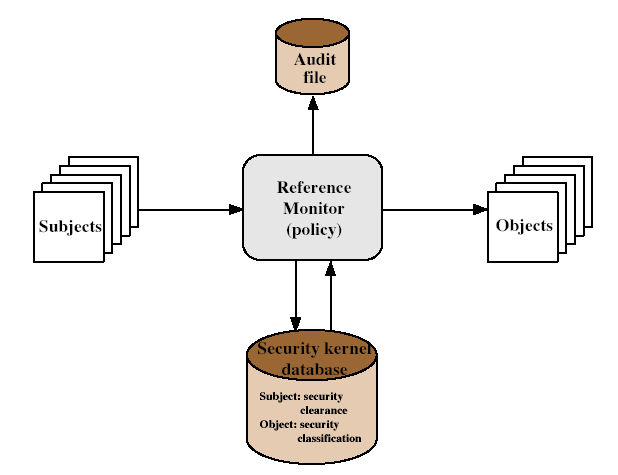 Audit
file
Reference
Monitor
(policy)
Subjects
Objects
Security kernel
database
Subject: security
clearance
Object: security
classification